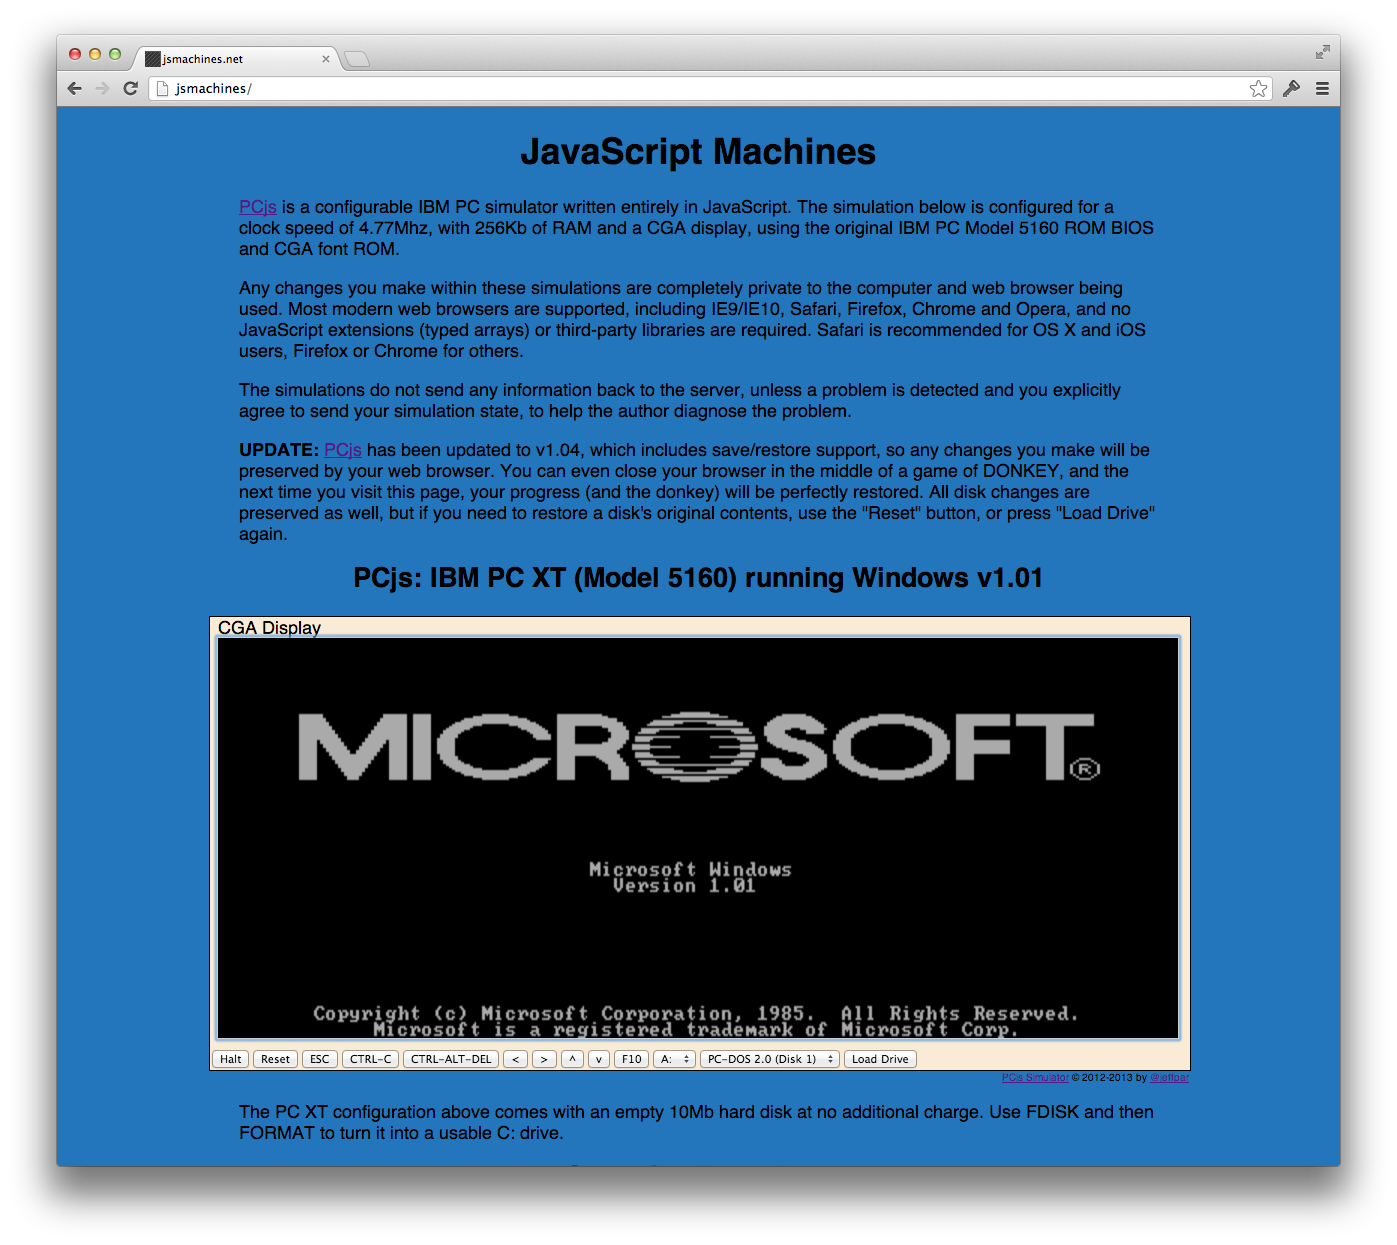 jsmachines.net
jsmachines/
JavaScript Machines
PCjs is a configurable IBM PC simulator written entirely in JavaScript. The simulation below is configured for a
clock speed of 4.77Mhz, with 256Kb of RAM and a CGA display, using the original IBM PC Model 5160 ROM BIOS
and CGA font ROM.
Any changes you make within these simulations are completely private to the computer and web browser being
used. Most modern web browsers are supported, including IE9/IE10, Safari, Firefox, Chrome and Opera, and no
JavaScript extensions (typed arrays) or third-party libraries are required. Safari is recommended for OS X and iOS
users, Firefox or Chrome for others.
The simulations do not send any information back to the server, unless a problem is detected and you explicitly
agree to send your simulation state, to help the author diagnose the problem.
UPDATE: PCjs has been updated to v1.04, which includes save/restore support, so any changes you make will be
preserved by your web browser. You can even close your browser in the middle of a game of DONKEY, and the
next time you visit this page, your progress (and the donkey) will be perfectly restored. All disk changes are
preserved as well, but if you need to restore a disk's original contents, use the "Reset" button, or press "Load Drive"
again.
PCjs: IBM PC XT (Model 5160) running Windows v1.01
CGA Display
MICROSOFT®
Microsoft Windows
Version 1.01
Copyright (c) Microsoft Corporation, 1985. All Rights Reserved.
Microsoft is a registered trademark of Microsoft Corp.
Halt Reset ESC CTRL-C CTRL-ALT-DEL < > ^ v F10 A: PC-DOS 2.0 (Disk 1) Load Drive
PCjs Simulator © 2012-2013 by @jeffpar
The PC XT configuration above comes with an empty 10Mb hard disk at no additional charge. Use FDISK and then
FORMAT to turn it into a usable C: drive.